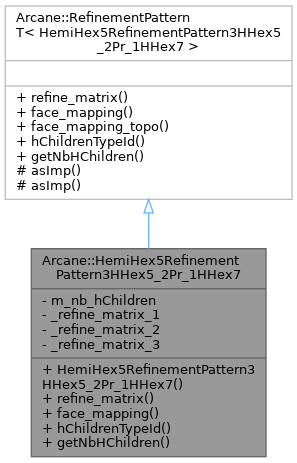 Arcane::RefinementPattern
T< HemiHex5RefinementPattern3HHex5
_2Pr_1HHex7 >
+ refine_matrix()
+ face_mapping()
+ face_mapping_topo()
+ hChildrenTypeId()
+ getNbHChildren()
# asImp()
# asImp()
Arcane::HemiHex5Refinement
Pattern3HHex5_2Pr_1HHex7
- m_nb_hChildren
- _refine_matrix_1
- _refine_matrix_2
- _refine_matrix_3
+ HemiHex5RefinementPattern3
HHex5_2Pr_1HHex7()
+ refine_matrix()
+ face_mapping()
+ hChildrenTypeId()
+ getNbHChildren()